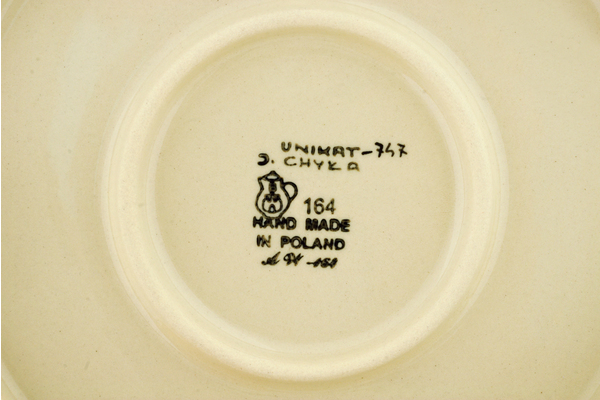 UNIKAT-747
J. CHYKA
164
HAND MADE
IN POLAND